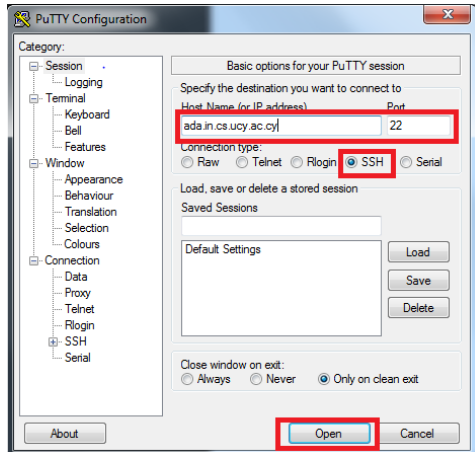 PuTTY Configuration
Category:
Session
Logging
Terminal
Keyboard
Bell
Features
Window
Appearance
Behaviour
Translation
Selection
Colours
Connection
Data
Proxy
Telnet
Rlogin
SSH
Serial
Basic options for your PuTTY session
Specify the destination you want to connect to
Host Name (or IP address) Port
ada.in.cs.ucy.ac.cy 22
Connection type:
Raw Telnet Rlogin SSH Serial
Load, save or delete a stored session
Saved Sessions
Default Settings
Load
Save
Delete
Close window on exit:
Always Never Only on clean exit
About Open Cancel